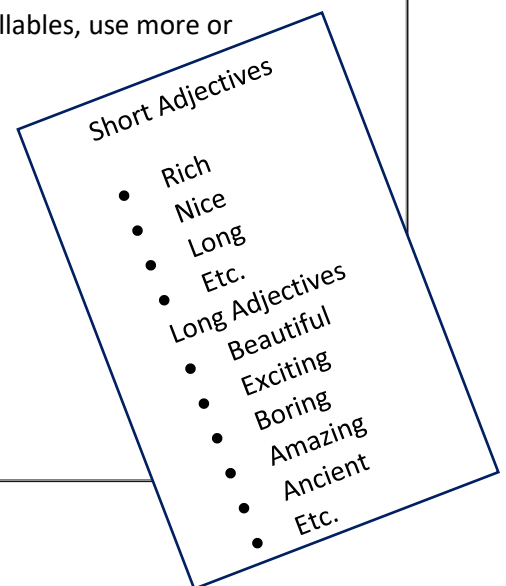 llables, use more or
Short Adjectives
• Rich
• Nice
• Long
• Etc.
Long Adjectives
• Beautiful
• Exciting
• Boring
• Amazing
• Ancient
• Etc.